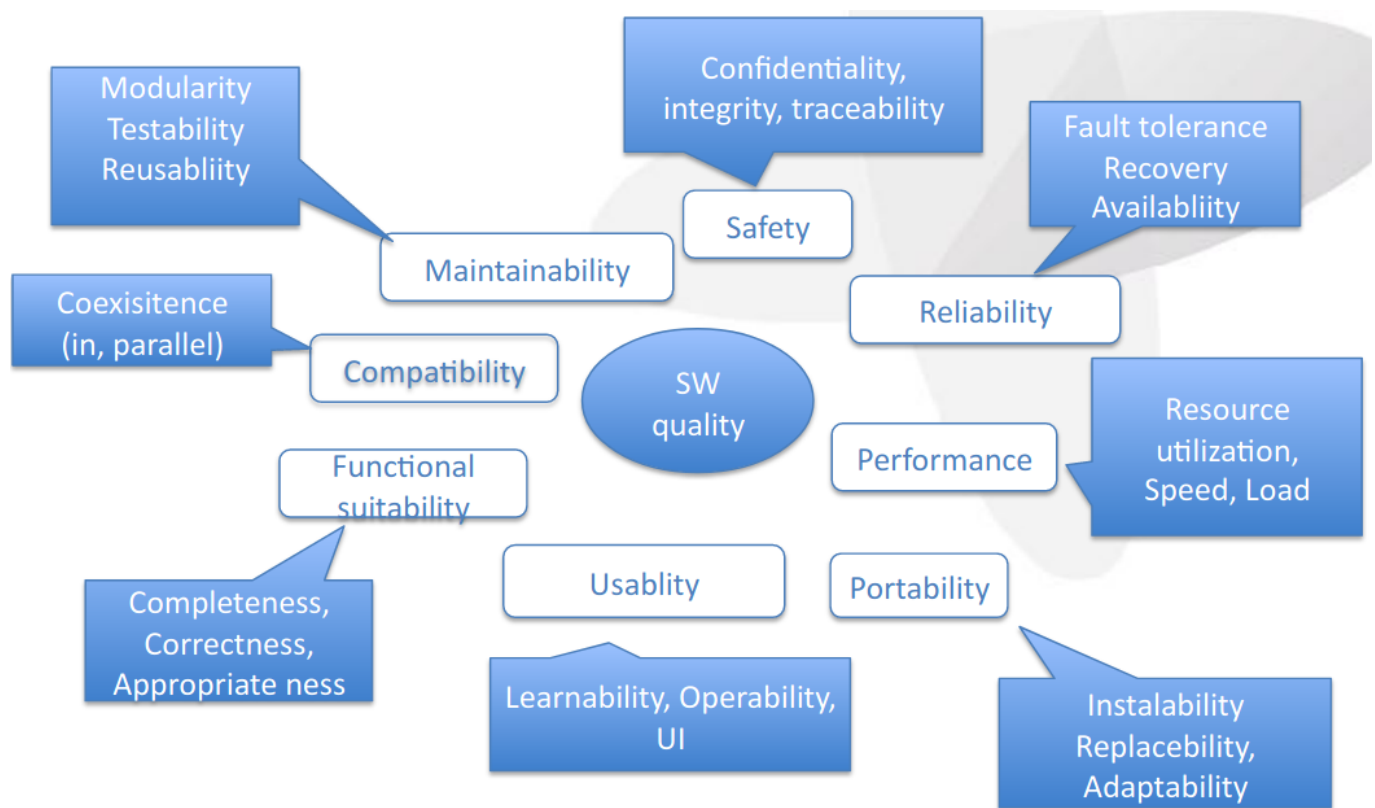 Modularity
Testability
Reusabliity
Confidentiality,
integrity, traceability
Fault tolerance
Recovery
Availabliity
Safety
Maintainability
Reliability
Coexisitence
(in, parallel)
Compatibility
SW
quality
Resource
utilization,
Speed, Load
Performance
Functional
suitability
Usablity
Portability
Completeness,
Correctness,
Appropriate ness
Learnability, Operability,
UI
Instalability
Replacebility,
Adaptability